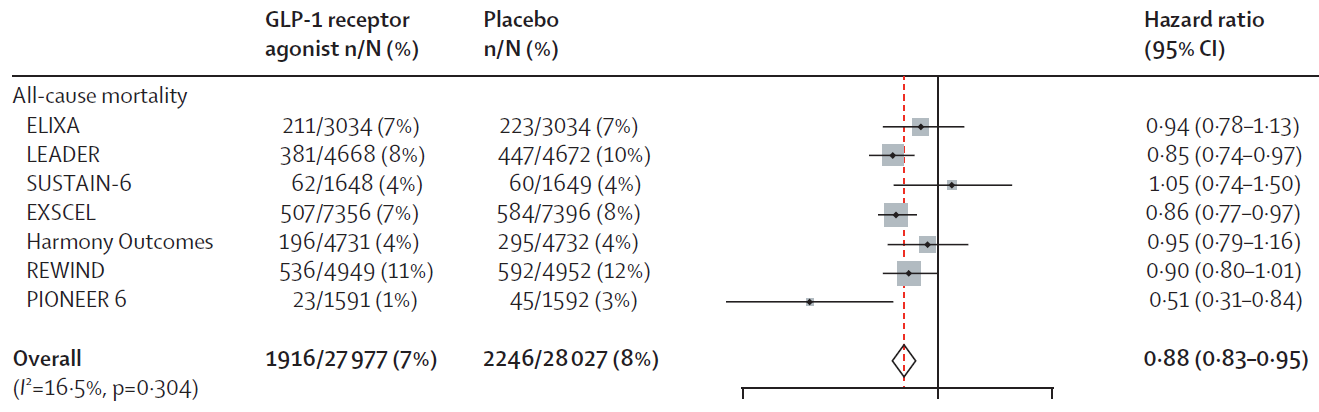 GLP-1 receptor agonist n/N (%) Placebo n/N (%) Hazard ratio (95% CI)
All-cause mortality
ELIXA 211/3034 (7%) 223/3034 (7%) 0·94 (0·78–1·13)
LEADER 381/4668 (8%) 447/4672 (10%) 0·85 (0·74–0·97)
SUSTAIN-6 62/1648 (4%) 60/1649 (4%) 1·05 (0·74–1·50)
EXSCEL 507/7356 (7%) 584/7396 (8%) 0·86 (0·77–0·97)
Harmony Outcomes 196/4731 (4%) 295/4732 (4%) 0·95 (0·79–1·16)
REWIND 536/4949 (11%) 592/4952 (12%) 0·90 (0·80–1·01)
PIONEER 6 23/1591 (1%) 45/1592 (3%) 0·51 (0·31–0·84)
Overall 1916/27 977 (7%) 2246/28 027 (8%) 0·88 (0·83–0·95)
(I²=16·5%, p=0·304)